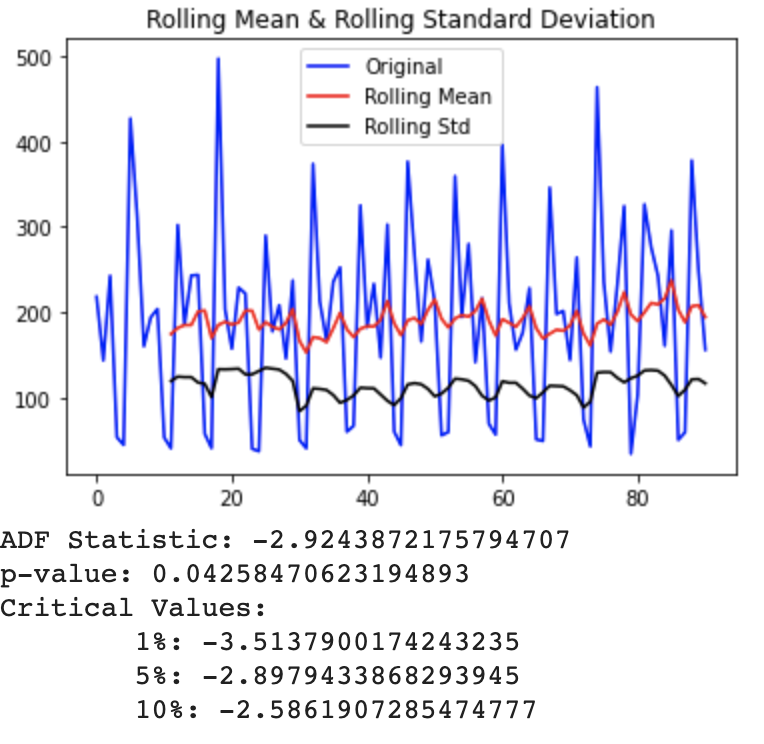 Rolling Mean & Rolling Standard Deviation
500
400
300
200
100
Original
Rolling Mean
Rolling Std
0 20 40 60 80
ADF Statistic: -2.9243872175794707
p-value: 0.04258470623194893
Critical Values:
1%: -3.5137900174243235
5%: -2.8979433868293945
10%: -2.5861907285474777